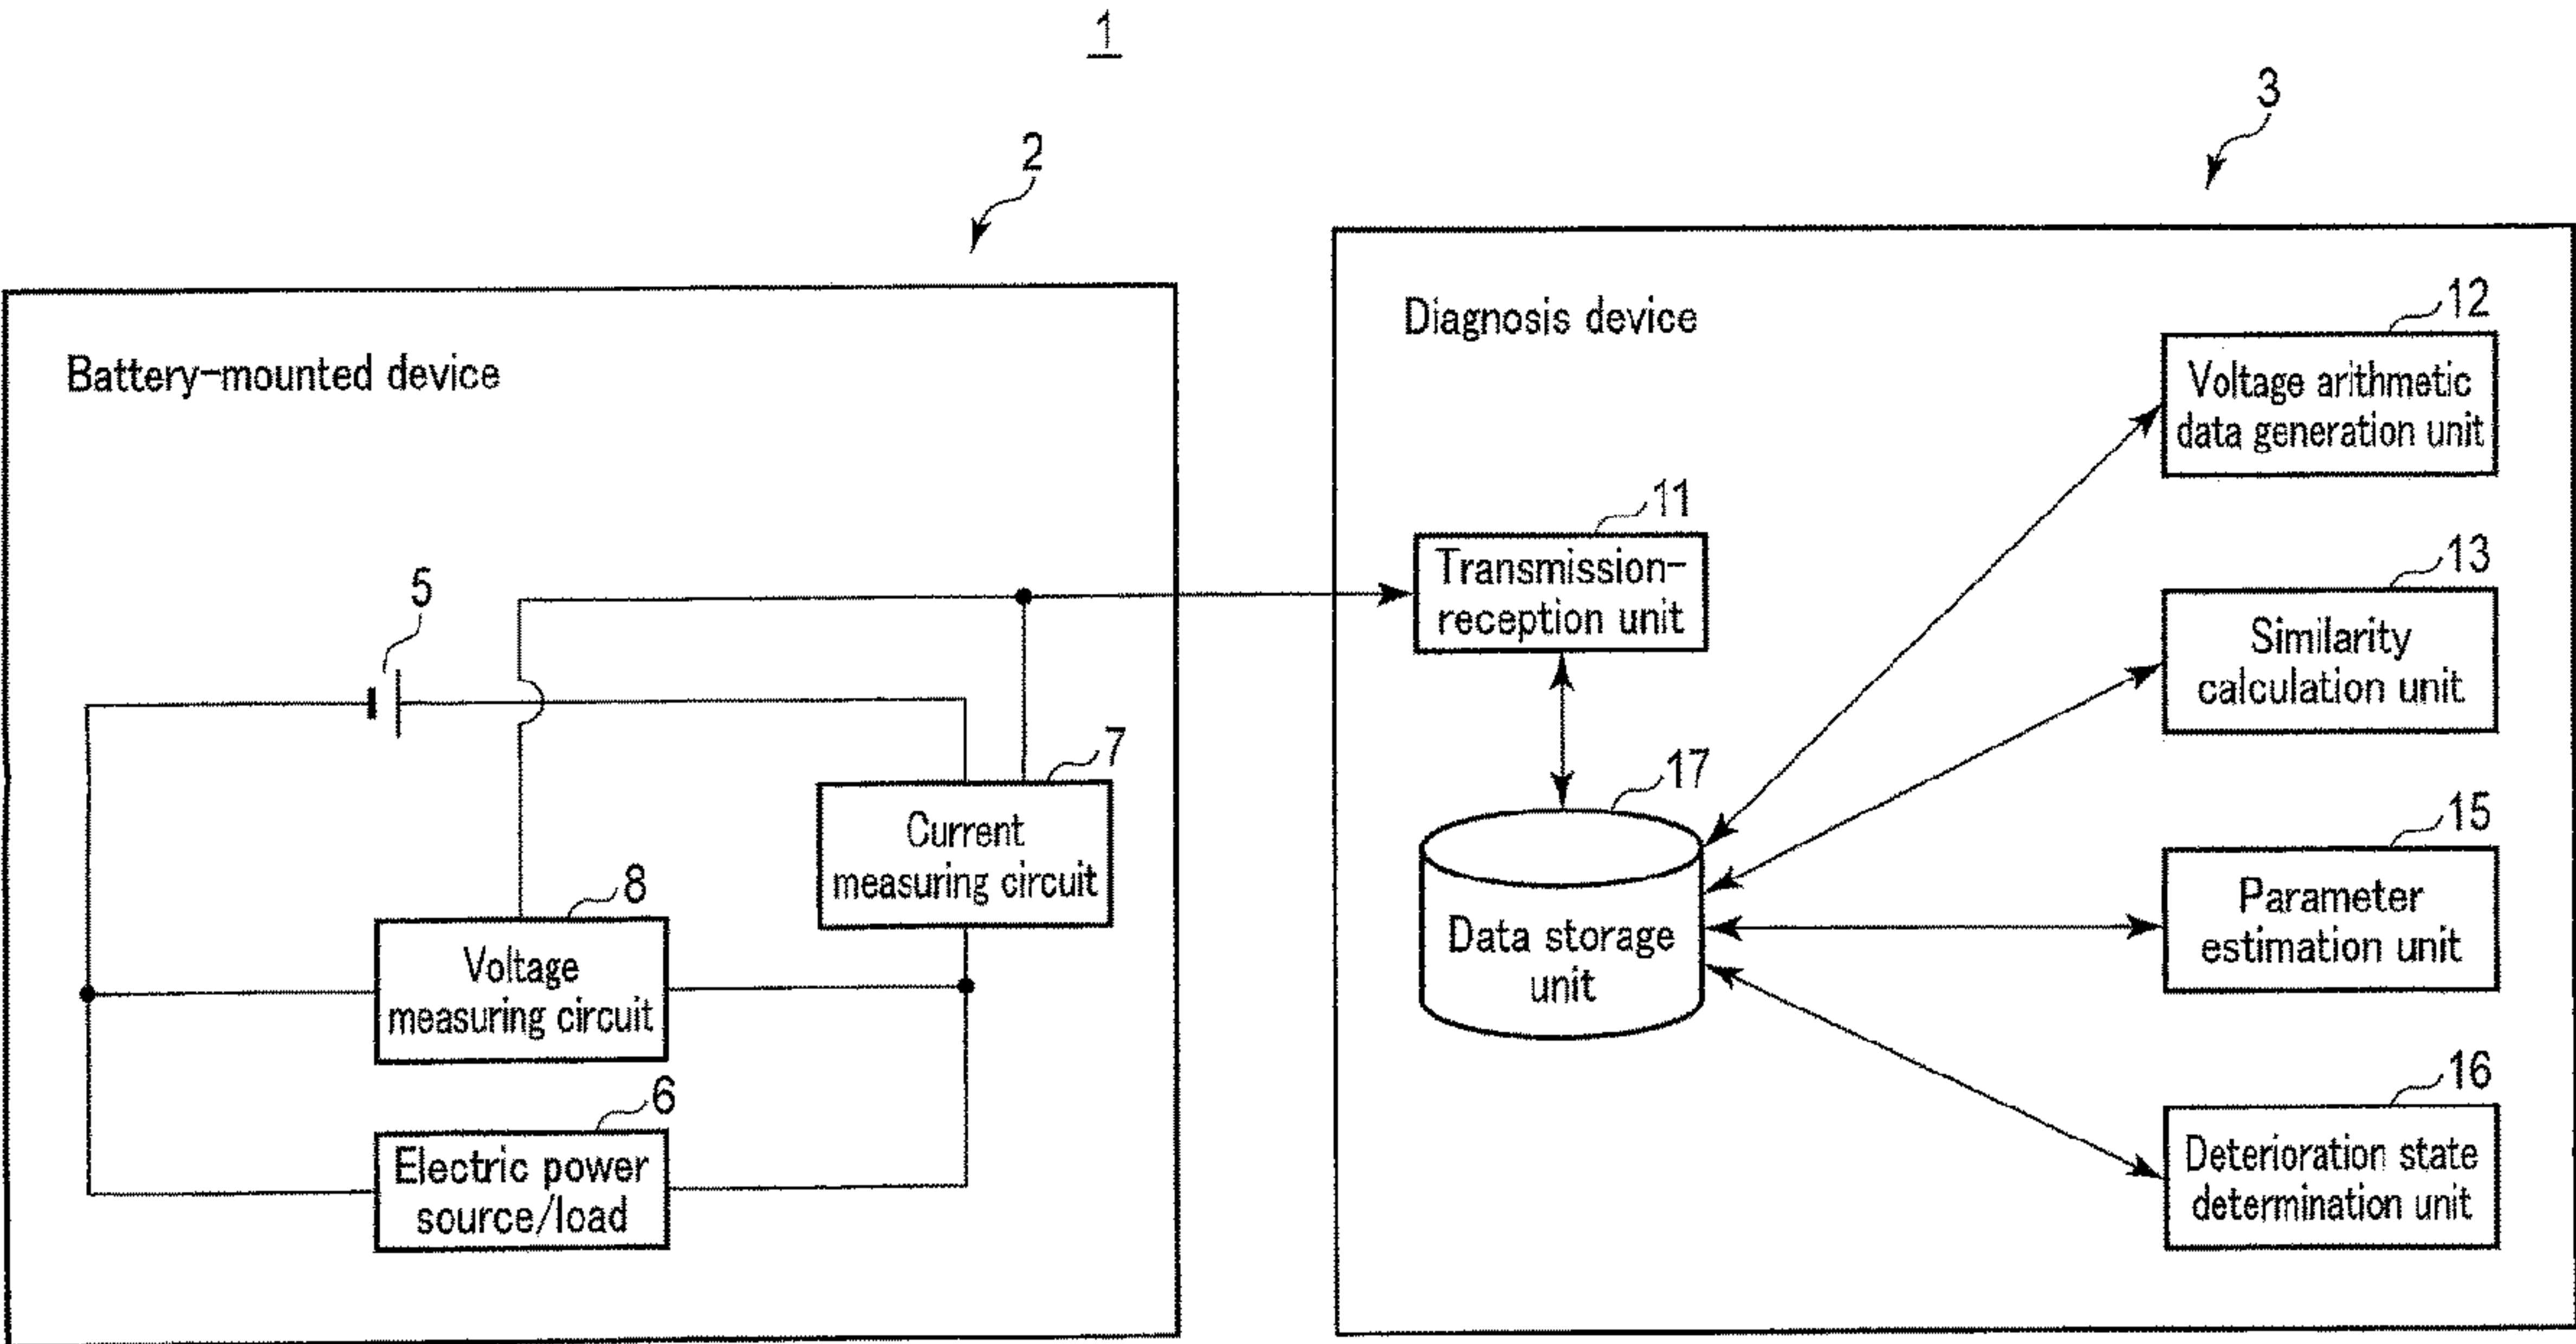 1
2
3
Battery-mounted device
5
7
Current
measuring circuit
8
Voltage
measuring circuit
6
Electric power
source/load
Diagnosis device
11
Transmission-
reception unit
17
Data storage
unit
12
Voltage arithmetic
data generation unit
13
Similarity
calculation unit
15
Parameter
estimation unit
16
Deterioration state
determination unit